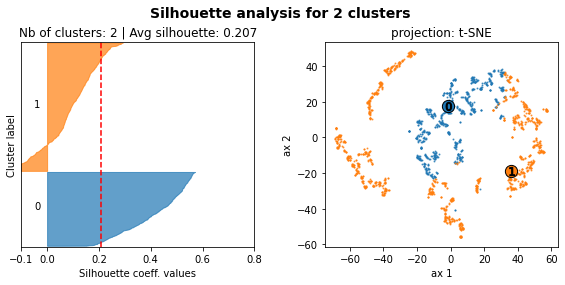 Silhouette analysis for 2 clusters
Nb of clusters: 2 | Avg silhouette: 0.207
Cluster label
1
0
−0.1 0.0 0.2 0.4 0.6 0.8
Silhouette coeff. values
projection: t-SNE
ax 2
40
20
0
−20
−40
−60
0
1
−60 −40 −20 0 20 40 60
ax 1